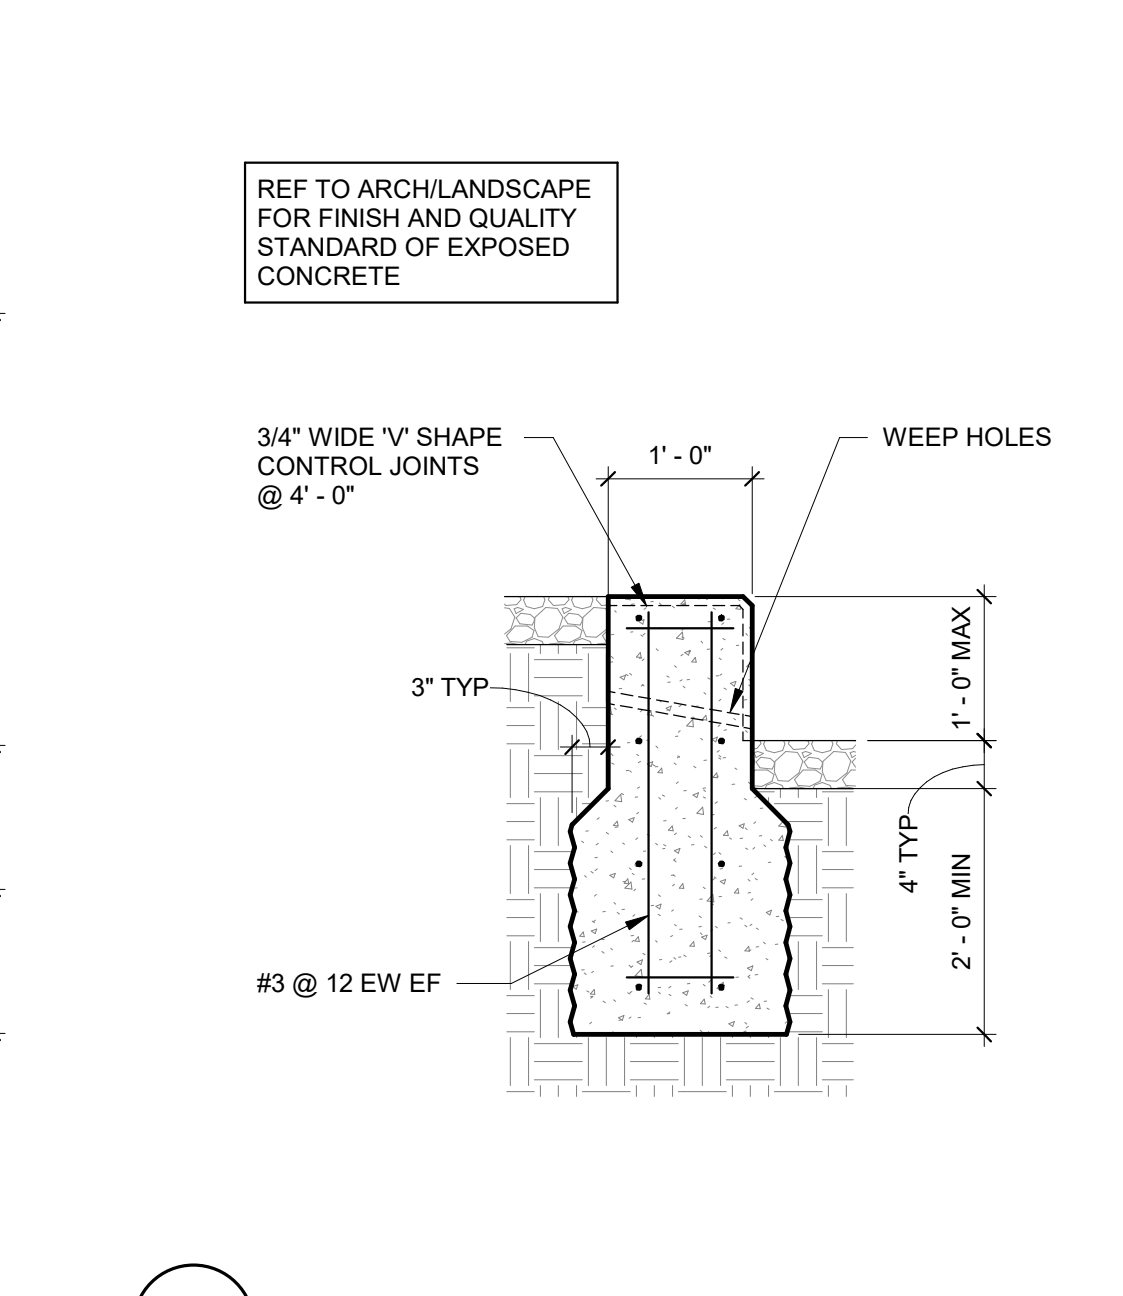 REF TO ARCH/LANDSCAPE
FOR FINISH AND QUALITY
STANDARD OF EXPOSED
CONCRETE
3/4" WIDE 'V' SHAPE
CONTROL JOINTS
@ 4' - 0"
1' - 0"
WEEP HOLES
1' - 0" MAX
3" TYP
4" TYP
2' - 0" MIN
#3 @ 12 EW EF